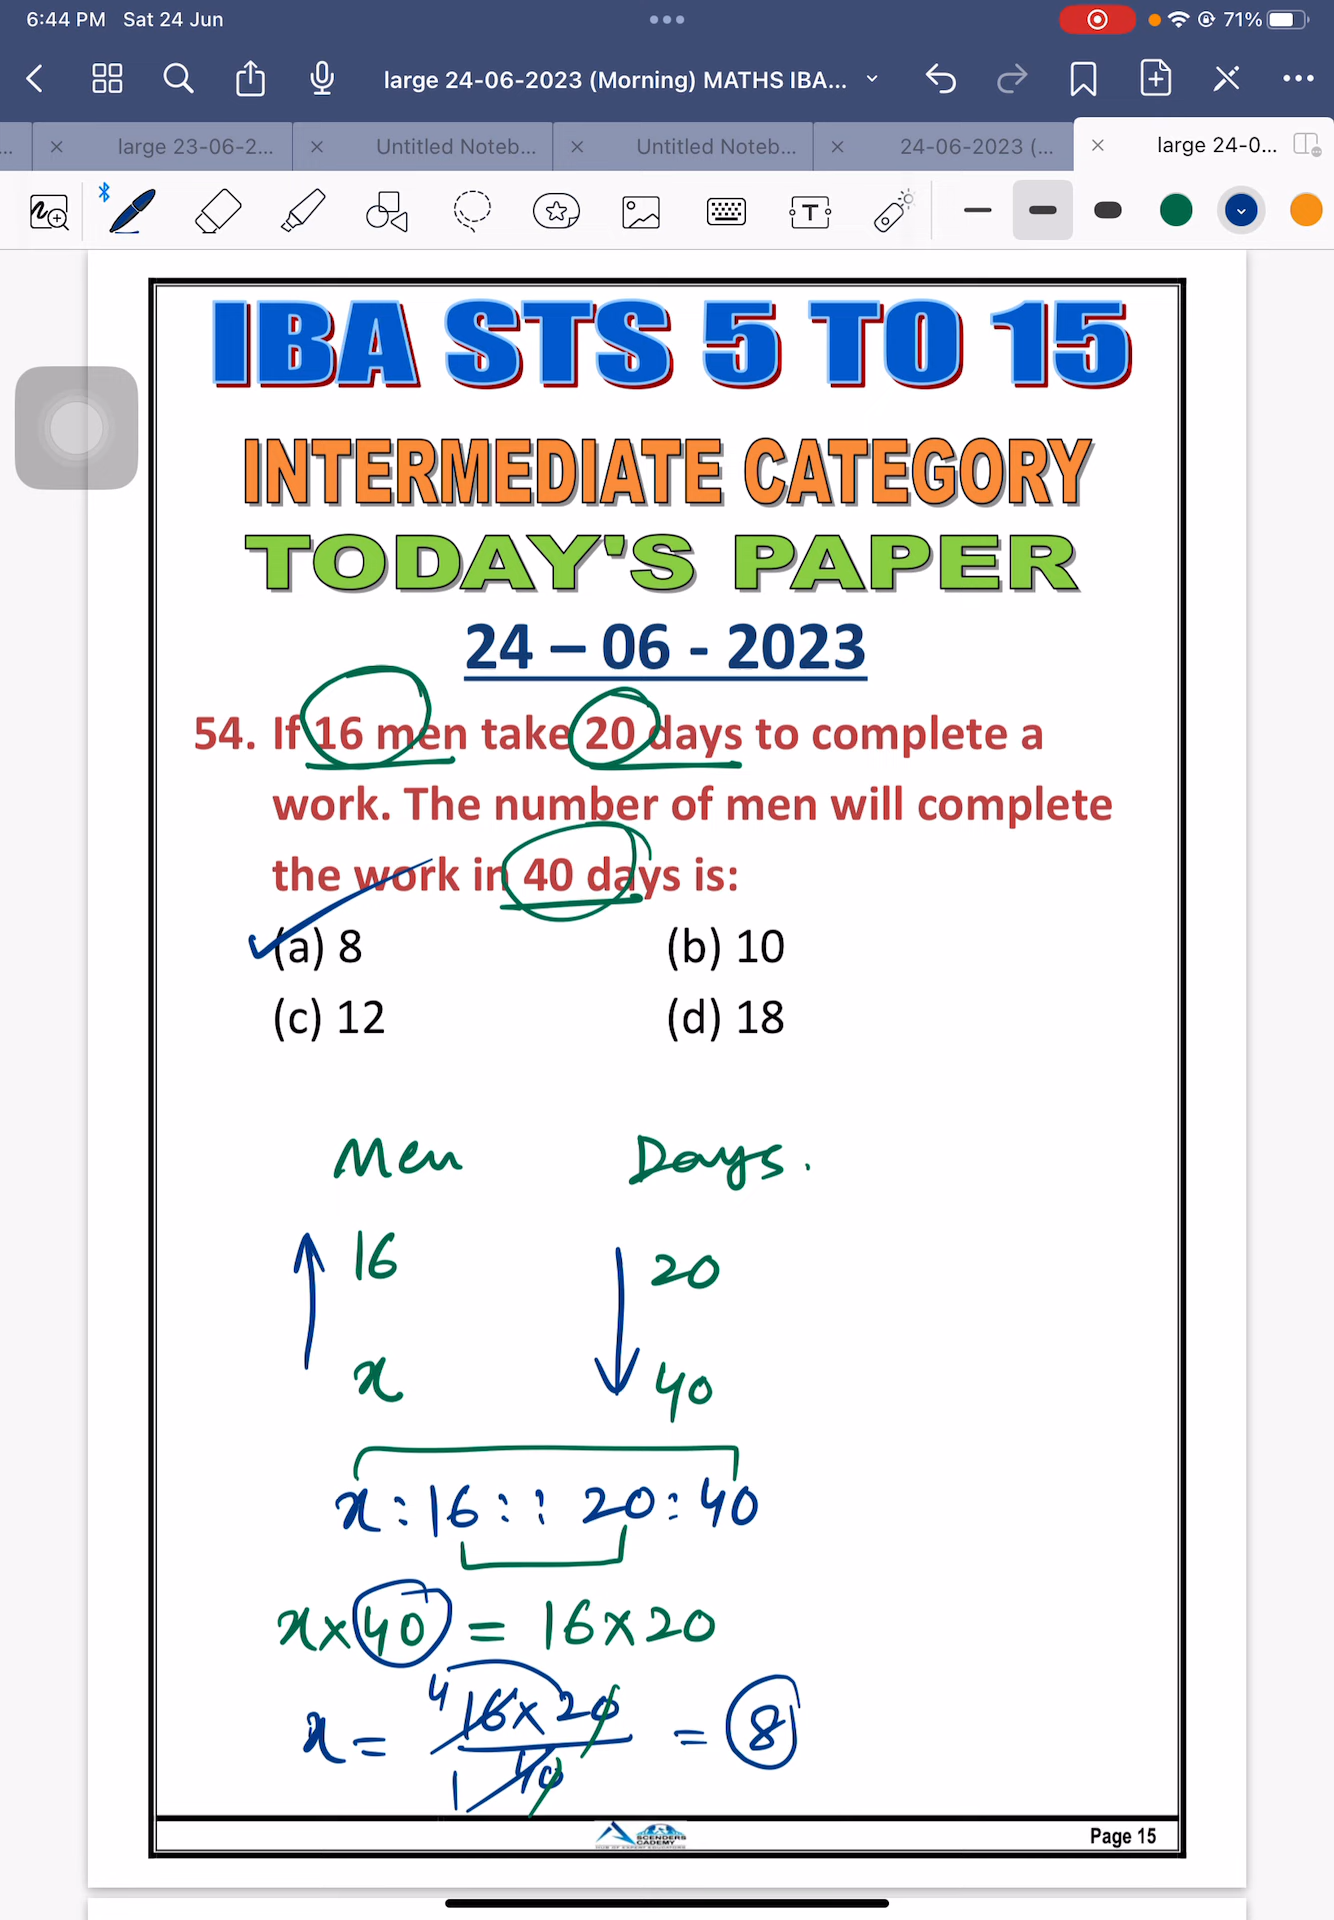 6:44 PM Sat 24 Jun
71%
large 24-06-2023 (Morning) MATHS IBA...
large 23-06-2...
Untitled Noteb...
Untitled Noteb...
24-06-2023 (...
large 24-0...
IBA STS 5 TO 15
INTERMEDIATE CATEGORY
TODAY'S PAPER
24 – 06 - 2023
54. If 16 men take 20 days to complete a
work. The number of men will complete
the work in 40 days is:
(a) 8 (b) 10
(c) 12 (d) 18
Men Days.
16 20
x 40
x : 16 :: 20 : 40
x × 40 = 16 × 20
4
x = 16 × 20 = 8
1 40
SCENDERS
CADEMY
Page 15